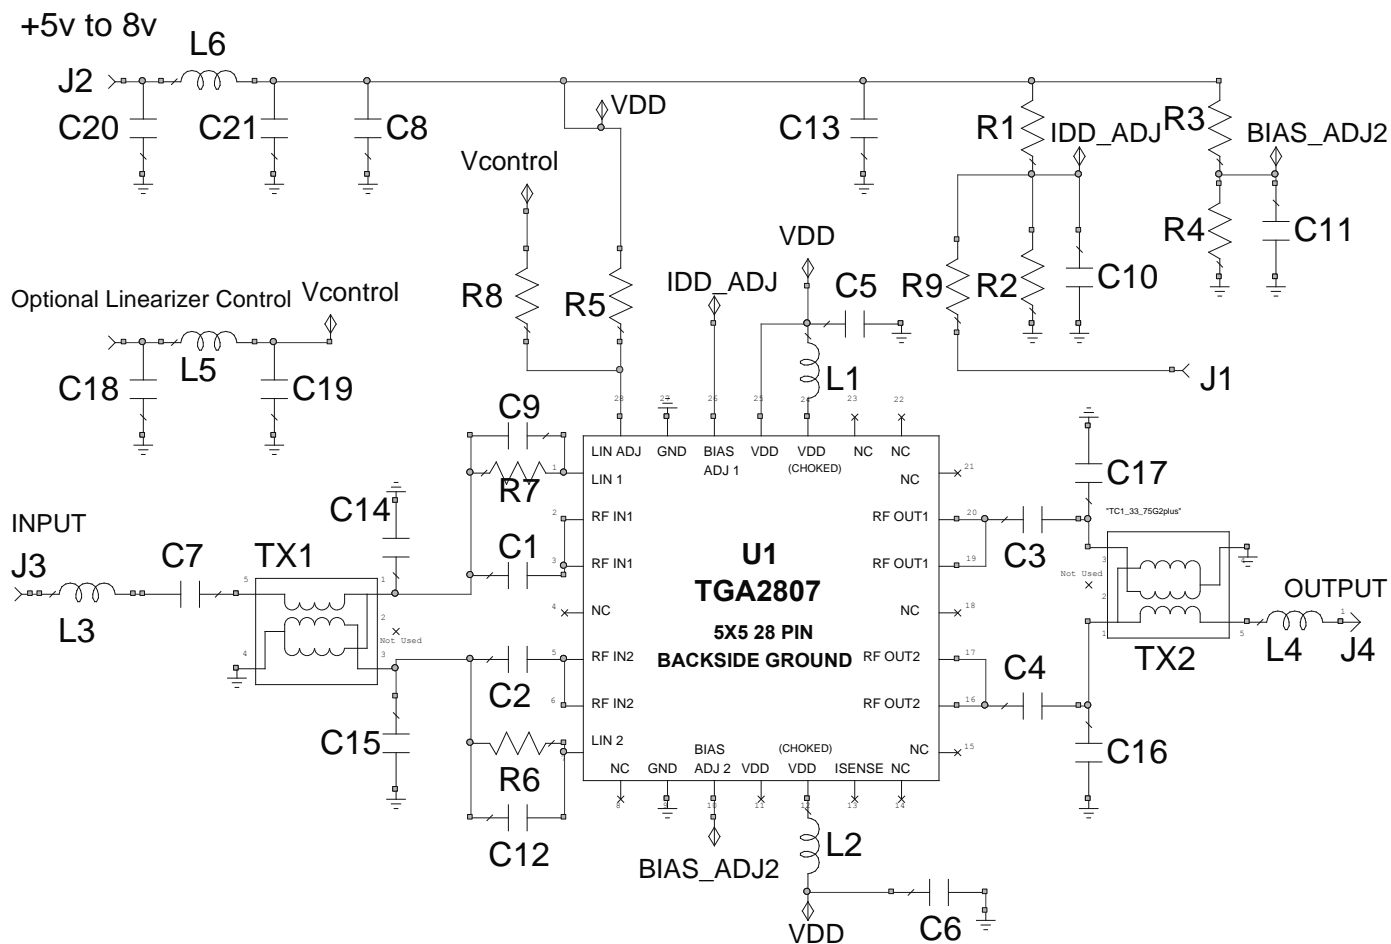 +5v to 8v
L6
J2
VDD
C20
C21
C8
C13
R1
IDD_ADJ
R3
BIAS_ADJ2
Vcontrol
VDD
R4
C11
IDD_ADJ
C5
R9
R2
C10
R8
R5
Optional Linearizer Control
Vcontrol
L5
C18
C19
L1
J1
28
27
26
25
24
23
22
C9
LIN ADJ
GND
BIAS
ADJ 1
VDD
VDD
(CHOKED)
NC
NC
R7
1
LIN 1
NC
21
C17
C14
2
RF IN1
RF OUT1
20
"TC1_33_75G2plus"
INPUT
J3
L3
C7
TX1
C1
3
RF IN1
U1
TGA2807
5X5 28 PIN
BACKSIDE GROUND
RF OUT1
19
C3
5
1
2
Not Used
4
3
3
4
Not Used
2
1
5
OUTPUT
1
TX2
L4
J4
4
NC
NC
18
C2
5
RF IN2
RF OUT2
17
C4
6
RF IN2
RF OUT2
16
C15
C16
R6
7
LIN 2
NC
15
NC
GND
BIAS
ADJ 2
VDD
(CHOKED)
VDD
ISENSE
NC
8
9
10
11
12
13
14
C12
BIAS_ADJ2
L2
VDD
C6